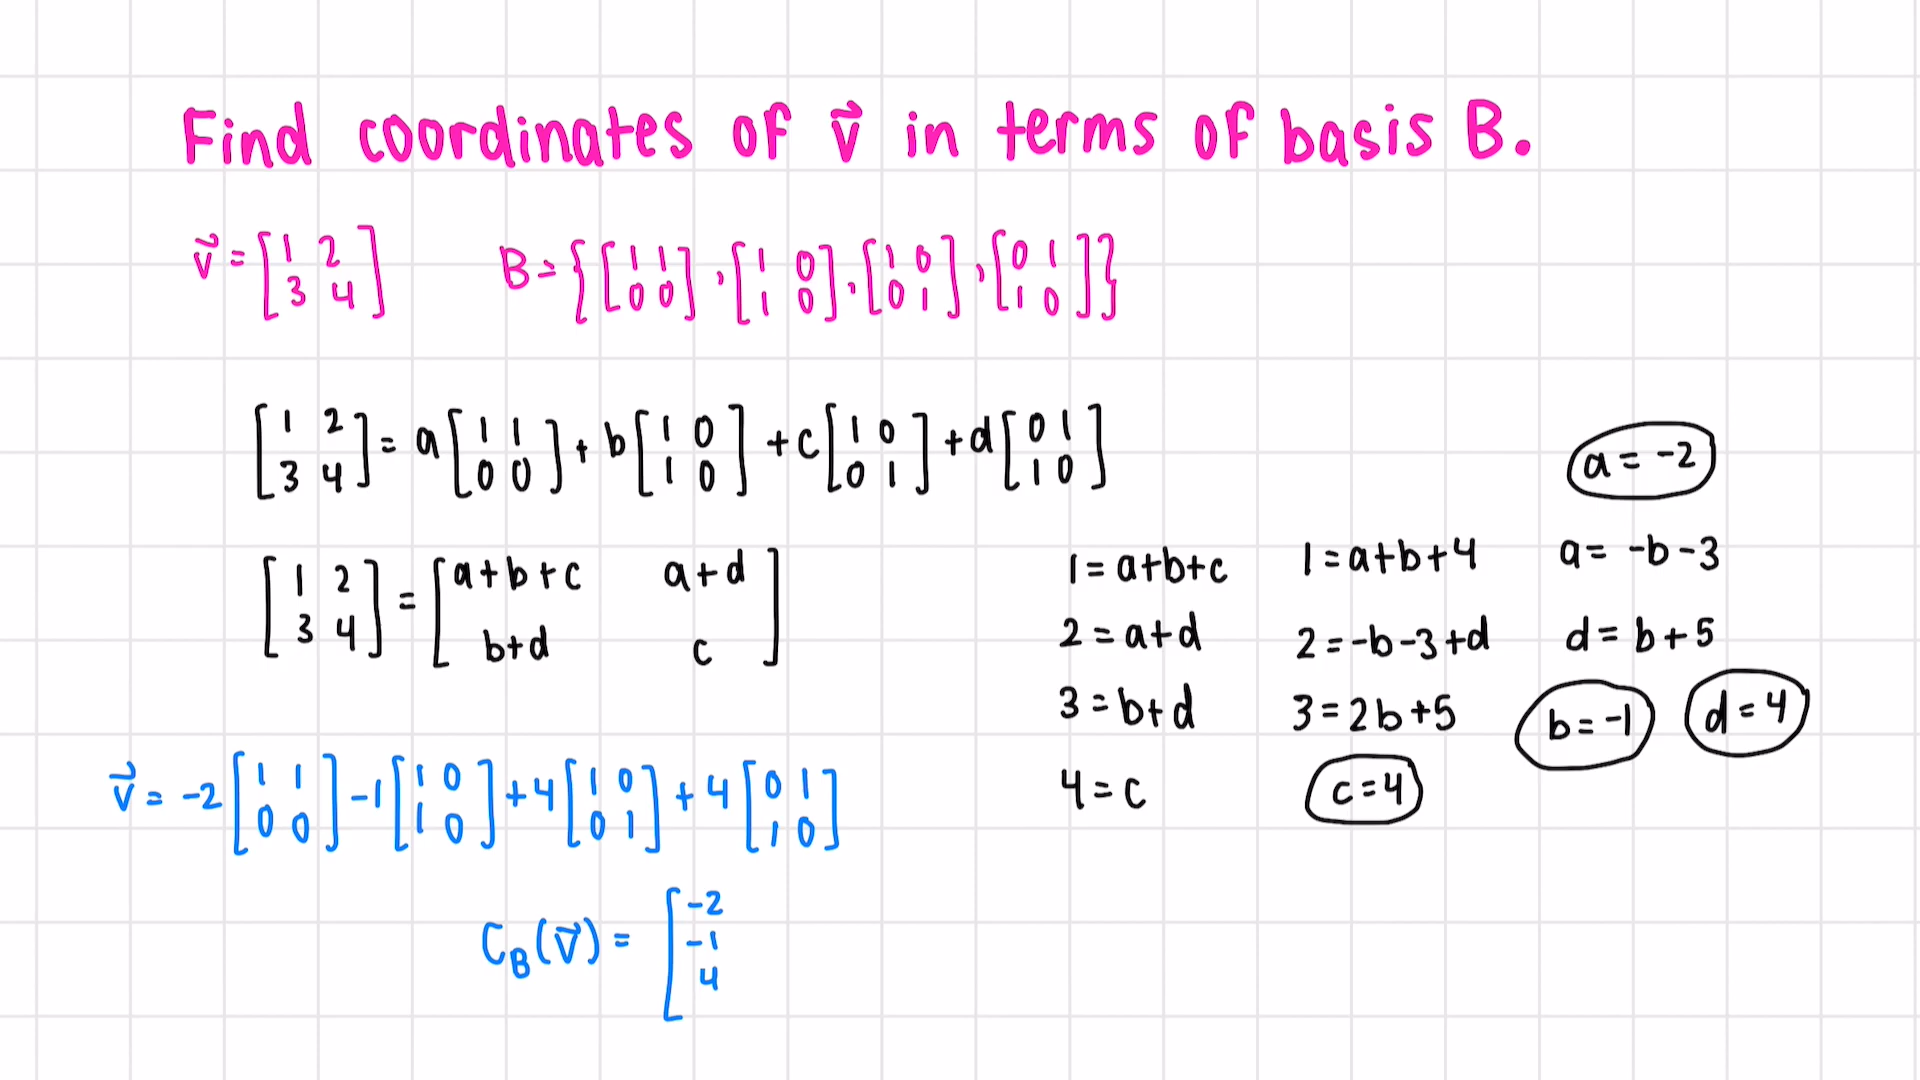 Find coordinates of v⃗ in terms of basis B.
v⃗ = [1 2; 3 4]    B = {[1 1; 0 0], [1 0; 1 0], [1 0; 0 1], [0 1; 1 0]}
[1 2; 3 4] = a[1 1; 0 0] + b[1 0; 1 0] + c[1 0; 0 1] + d[0 1; 1 0]
[1 2; 3 4] = [a+b+c a+d; b+d c]
v⃗ = -2[1 1; 0 0] -1[1 0; 1 0] +4[1 0; 0 1] +4[0 1; 1 0]
C_B(v⃗) = [-2
-1
4
1 = a+b+c
2 = a+d
3 = b+d
4 = c
1 = a+b+4
2 = -b-3+d
3 = 2b+5
c = 4
a = -2
a = -b-3
d = b+5
b = -1
d = 4